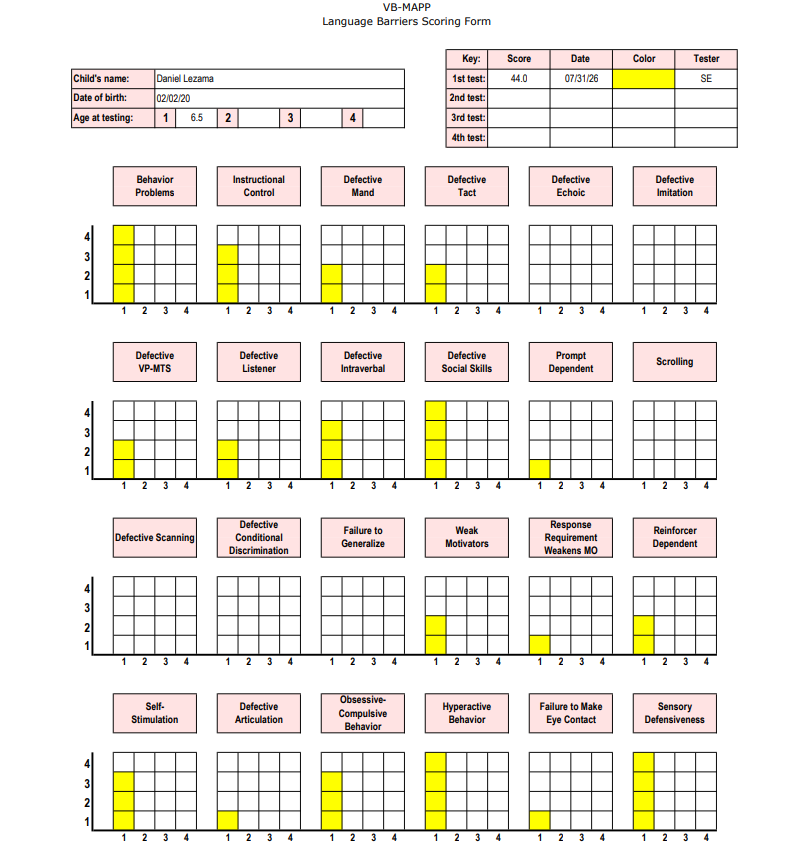 VB-MAPP
Language Barriers Scoring Form
Key: Score Date Color Tester
1st test: 44.0 07/31/26 SE
2nd test:
3rd test:
4th test:
Child's name: Daniel Lezama
Date of birth: 02/02/20
Age at testing: 1 6.5 2 3 4
Behavior Problems Instructional Control Defective Mand Defective Tact Defective Echoic Defective Imitation
4
3
2
1
1 2 3 4 1 2 3 4 1 2 3 4 1 2 3 4 1 2 3 4 1 2 3 4
Defective VP-MTS Defective Listener Defective Intraverbal Defective Social Skills Prompt Dependent Scrolling
4
3
2
1
1 2 3 4 1 2 3 4 1 2 3 4 1 2 3 4 1 2 3 4 1 2 3 4
Defective Scanning Defective Conditional Discrimination Failure to Generalize Weak Motivators Response Requirement Weakens MO Reinforcer Dependent
4
3
2
1
1 2 3 4 1 2 3 4 1 2 3 4 1 2 3 4 1 2 3 4 1 2 3 4
Self-Stimulation Defective Articulation Obsessive-Compulsive Behavior Hyperactive Behavior Failure to Make Eye Contact Sensory Defensiveness
4
3
2
1
1 2 3 4 1 2 3 4 1 2 3 4 1 2 3 4 1 2 3 4 1 2 3 4